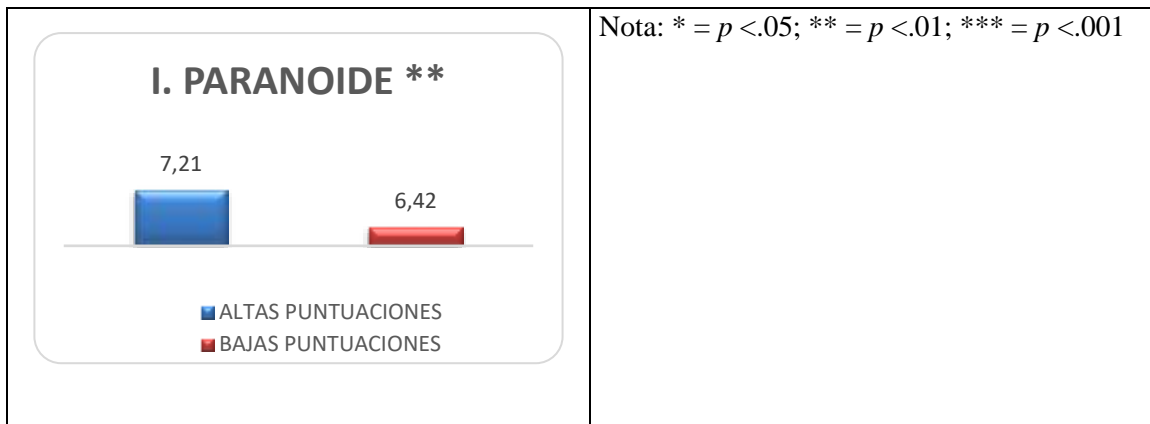 I. PARANOIDE **
7,21
6,42
ALTAS PUNTUACIONES
BAJAS PUNTUACIONES
Nota: * = p <.05; ** = p <.01; *** = p <.001